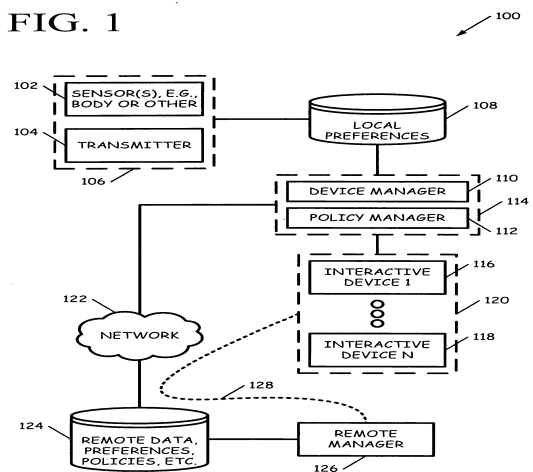 FIG. 1
100
102
SENSOR(S), E.G.,
BODY OR OTHER
104
TRANSMITTER
106
LOCAL
PREFERENCES
108
DEVICE MANAGER
110
POLICY MANAGER
112
114
INTERACTIVE
DEVICE 1
116
120
INTERACTIVE
DEVICE N
118
122
NETWORK
128
124
REMOTE DATA,
PREFERENCES,
POLICIES, ETC.
REMOTE
MANAGER
126